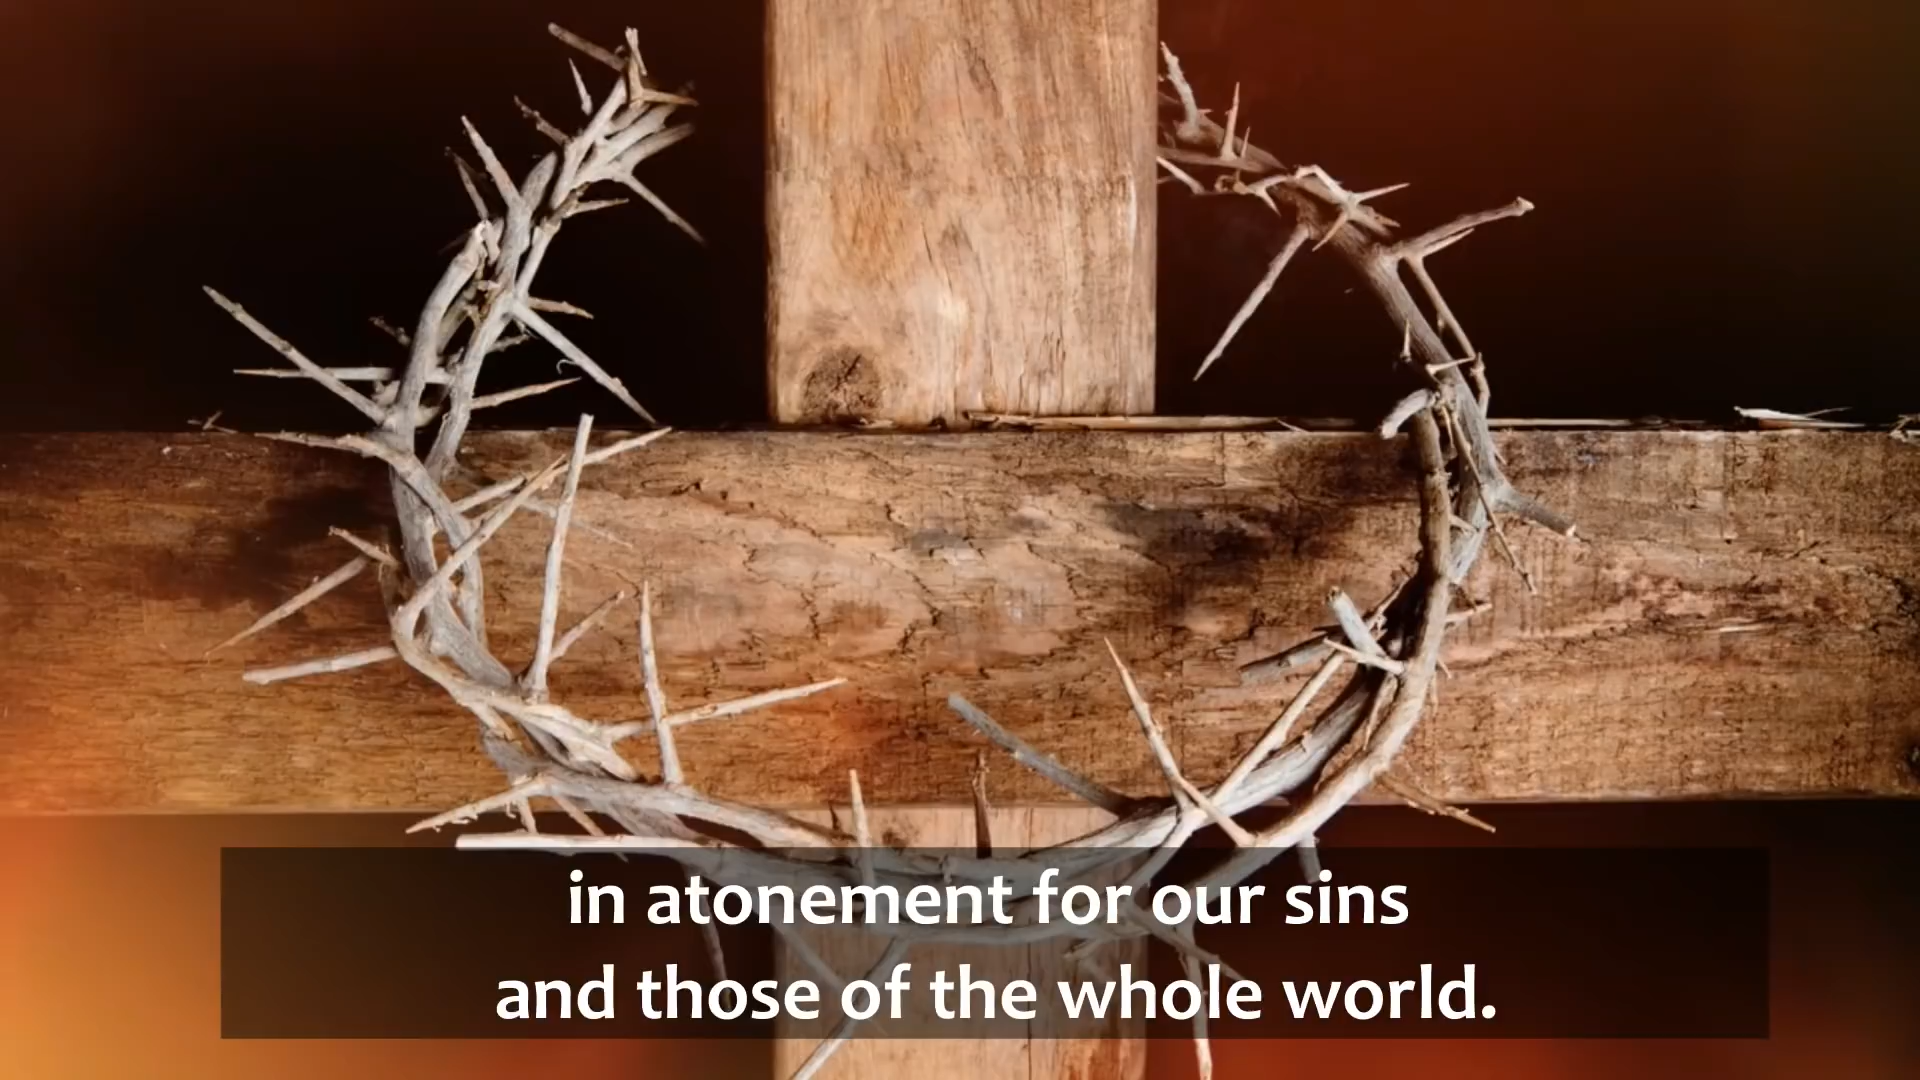 in atonement for our sins
and those of the whole world.